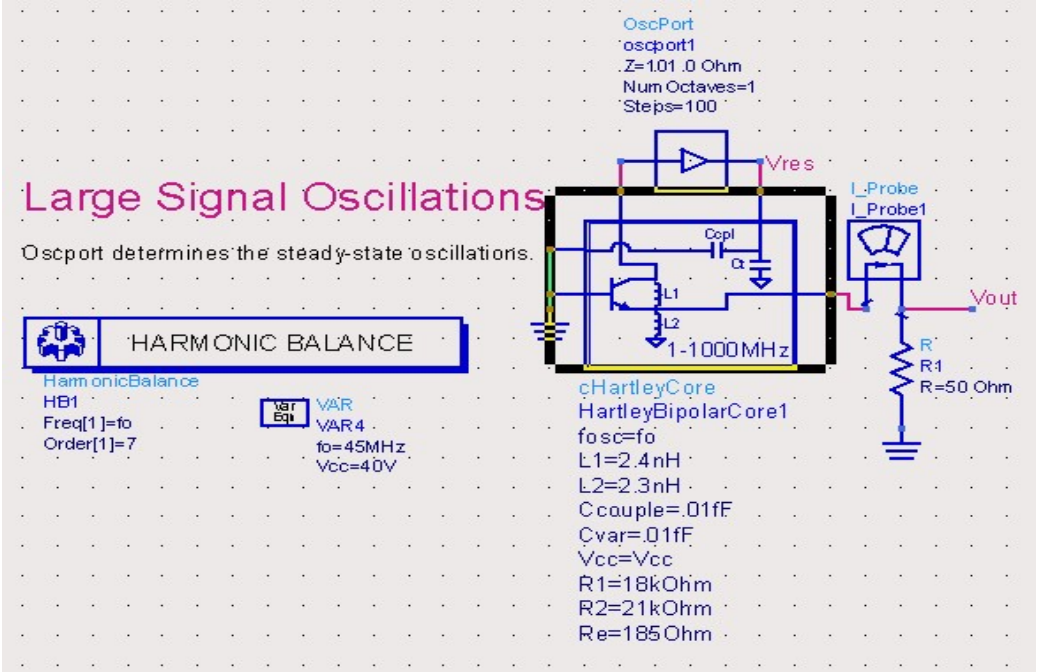 OscPort
oscport1
Z=1.01 .0 Ohm
Num Octaves=1
Steps=100
Vres
Large Signal Oscillations
I_Probe
I_Probe1
Oscport determines the steady-state oscillations.
Ccpl
Ct
L1
L2
Vout
1-1000MHz
HARMONIC BALANCE
HarmonicBalance
HB1
Freq[1]=fo
Order[1]=7
Var
Eqn
VAR
VAR4
fo=45MHz
Vcc=40V
R
R1
R=50 Ohm
cHartleyCore
HartleyBipolarCore1
fosc=fo
L1=2.4nH
L2=2.3nH
Ccouple=.01fF
Cvar=.01fF
Vcc=Vcc
R1=18kOhm
R2=21kOhm
Re=185Ohm